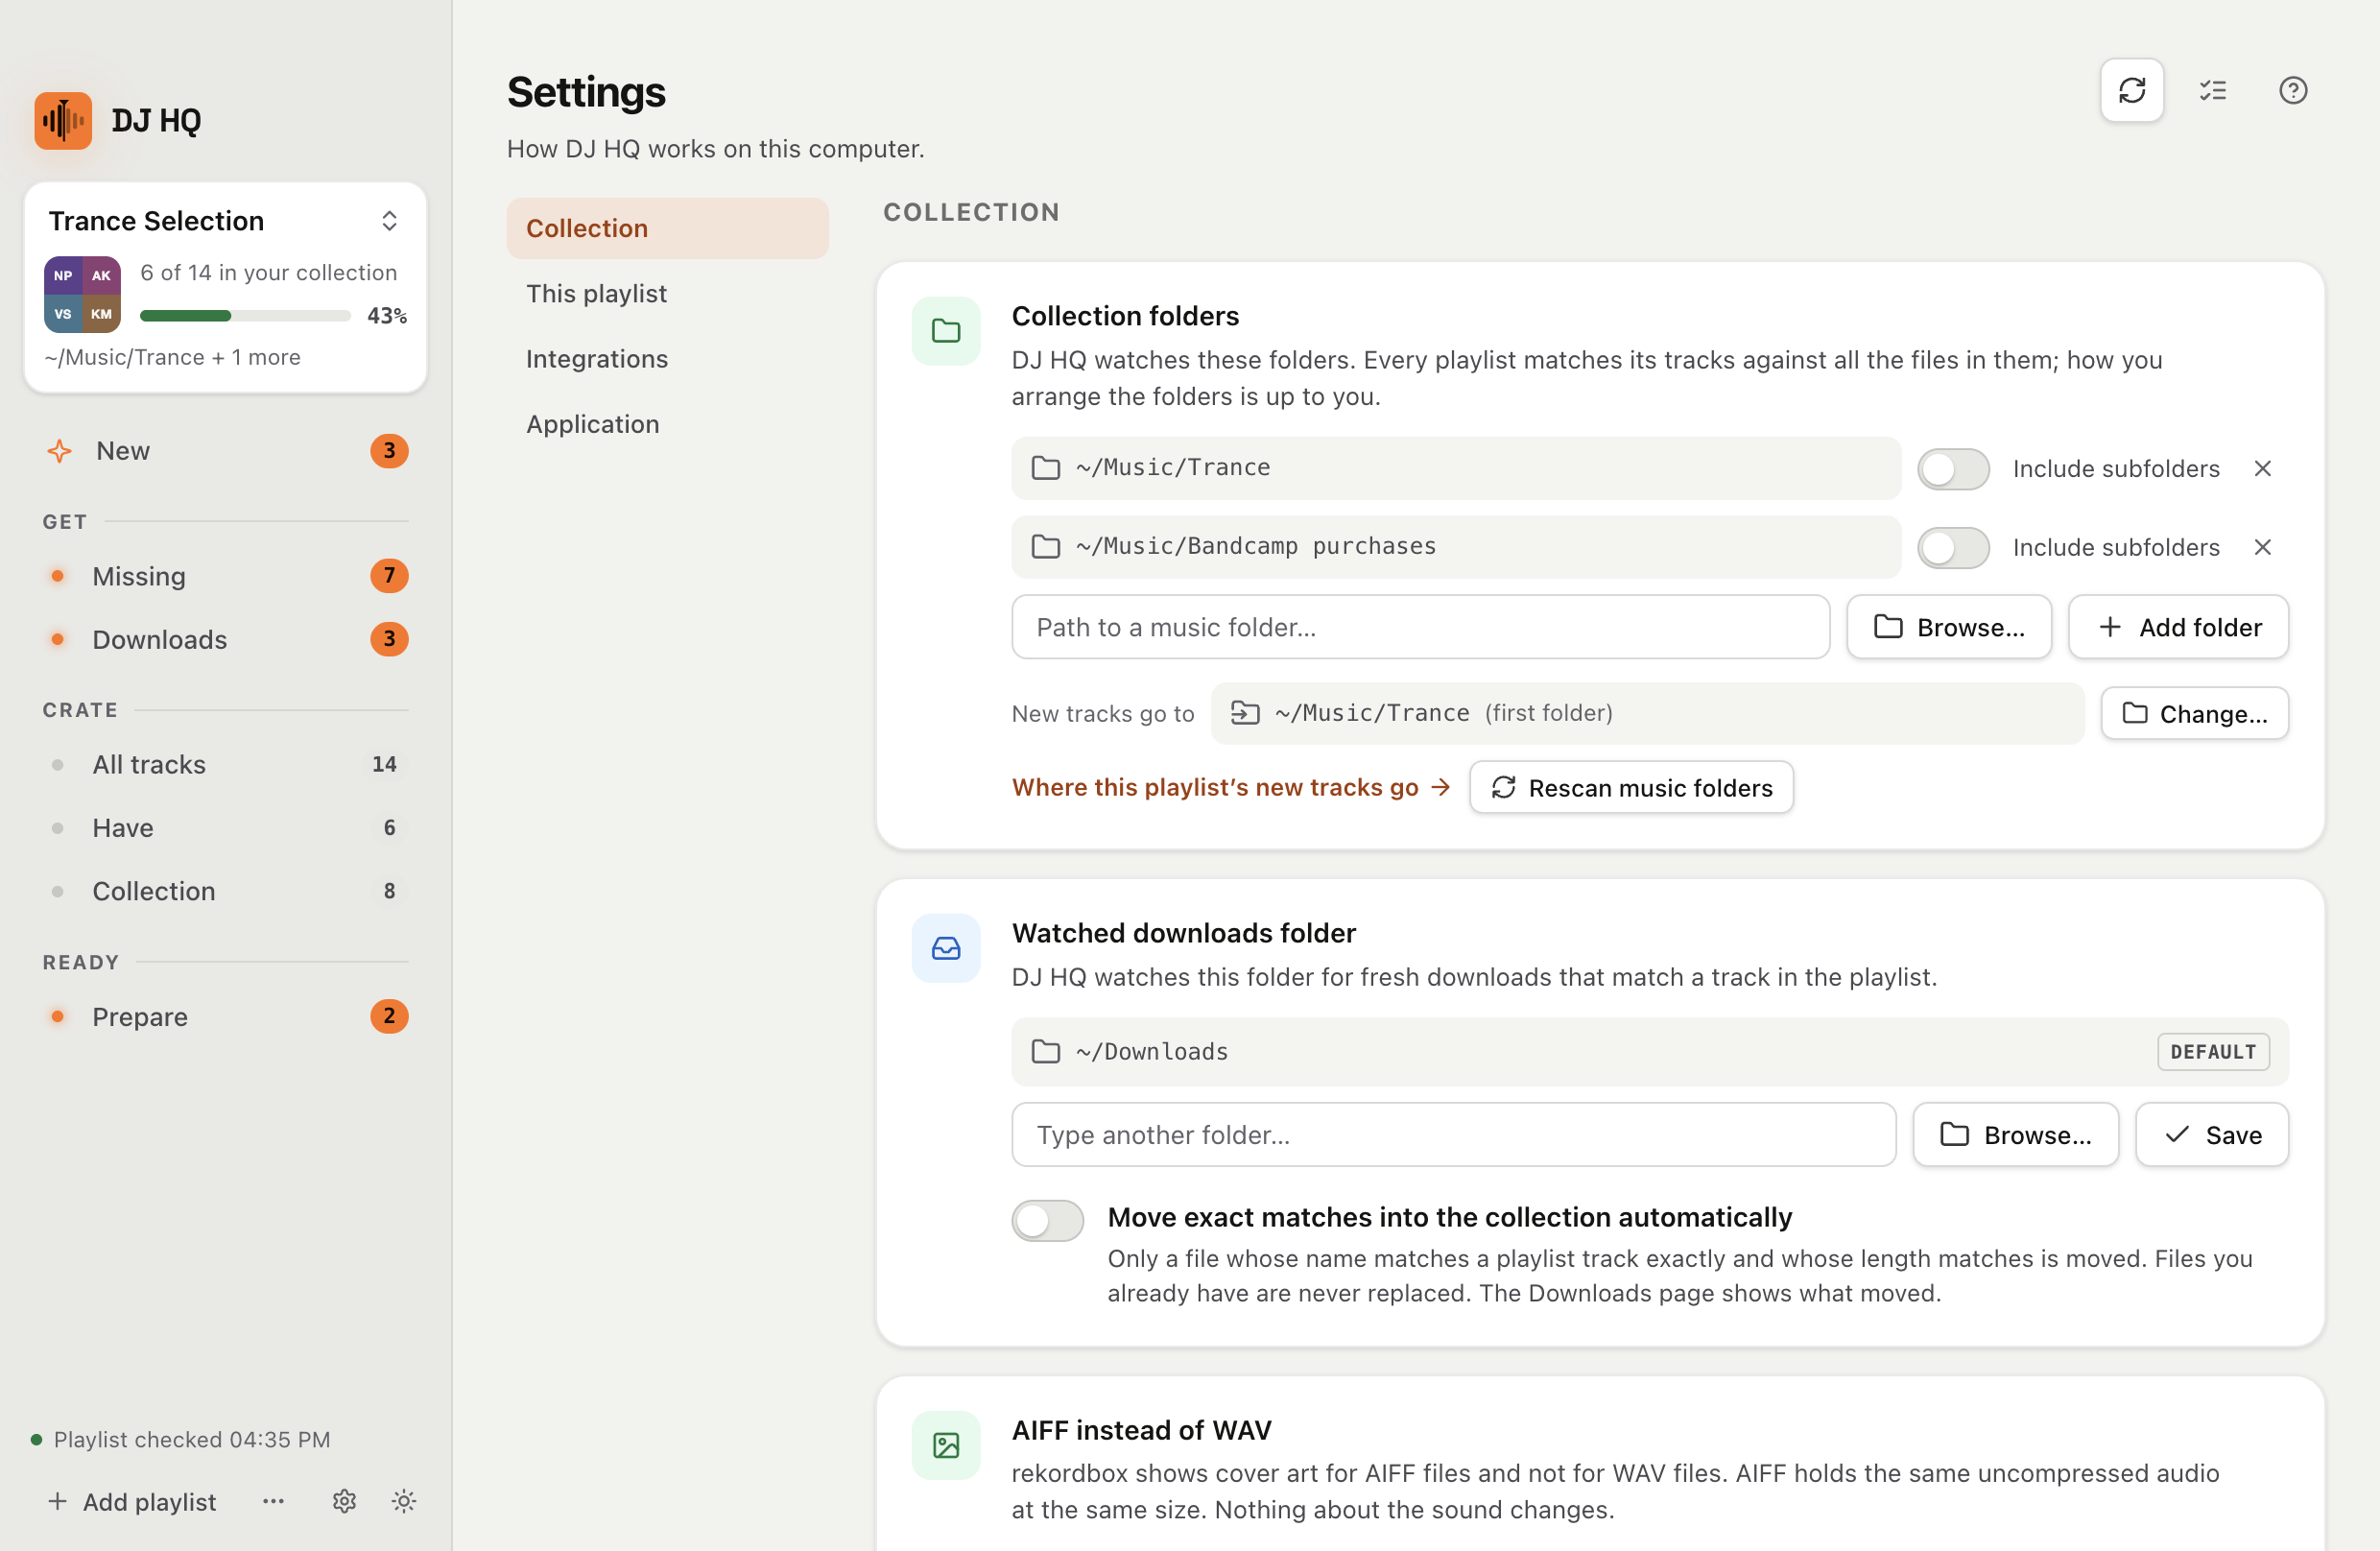 DJ HQ
Trance Selection
NP AK
VS KM
6 of 14 in your collection
43%
~/Music/Trance + 1 more
New 3
GET
Missing 7
Downloads 3
CRATE
All tracks 14
Have 6
Collection 8
READY
Prepare 2
Playlist checked 04:35 PM
Add playlist
Settings
How DJ HQ works on this computer.
Collection
This playlist
Integrations
Application
COLLECTION
Collection folders
DJ HQ watches these folders. Every playlist matches its tracks against all the files in them; how you
arrange the folders is up to you.
~/Music/Trance Include subfolders
~/Music/Bandcamp purchases Include subfolders
Path to a music folder... Browse... Add folder
New tracks go to ~/Music/Trance (first folder) Change...
Where this playlist’s new tracks go → Rescan music folders
Watched downloads folder
DJ HQ watches this folder for fresh downloads that match a track in the playlist.
~/Downloads DEFAULT
Type another folder... Browse... Save
Move exact matches into the collection automatically
Only a file whose name matches a playlist track exactly and whose length matches is moved. Files you
already have are never replaced. The Downloads page shows what moved.
AIFF instead of WAV
rekordbox shows cover art for AIFF files and not for WAV files. AIFF holds the same uncompressed audio
at the same size. Nothing about the sound changes.